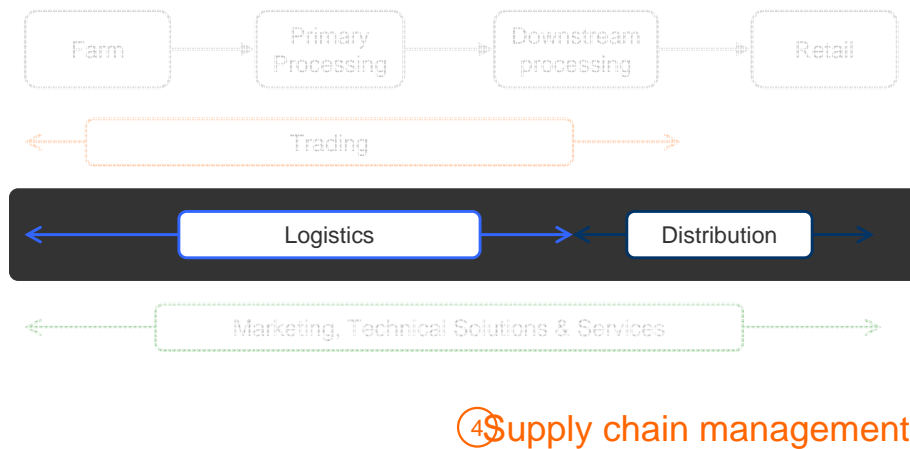 Farm
Primary
Processing
Downstream
processing
Retail
Trading
Logistics
Distribution
Marketing, Technical Solutions & Services
4 Supply chain management